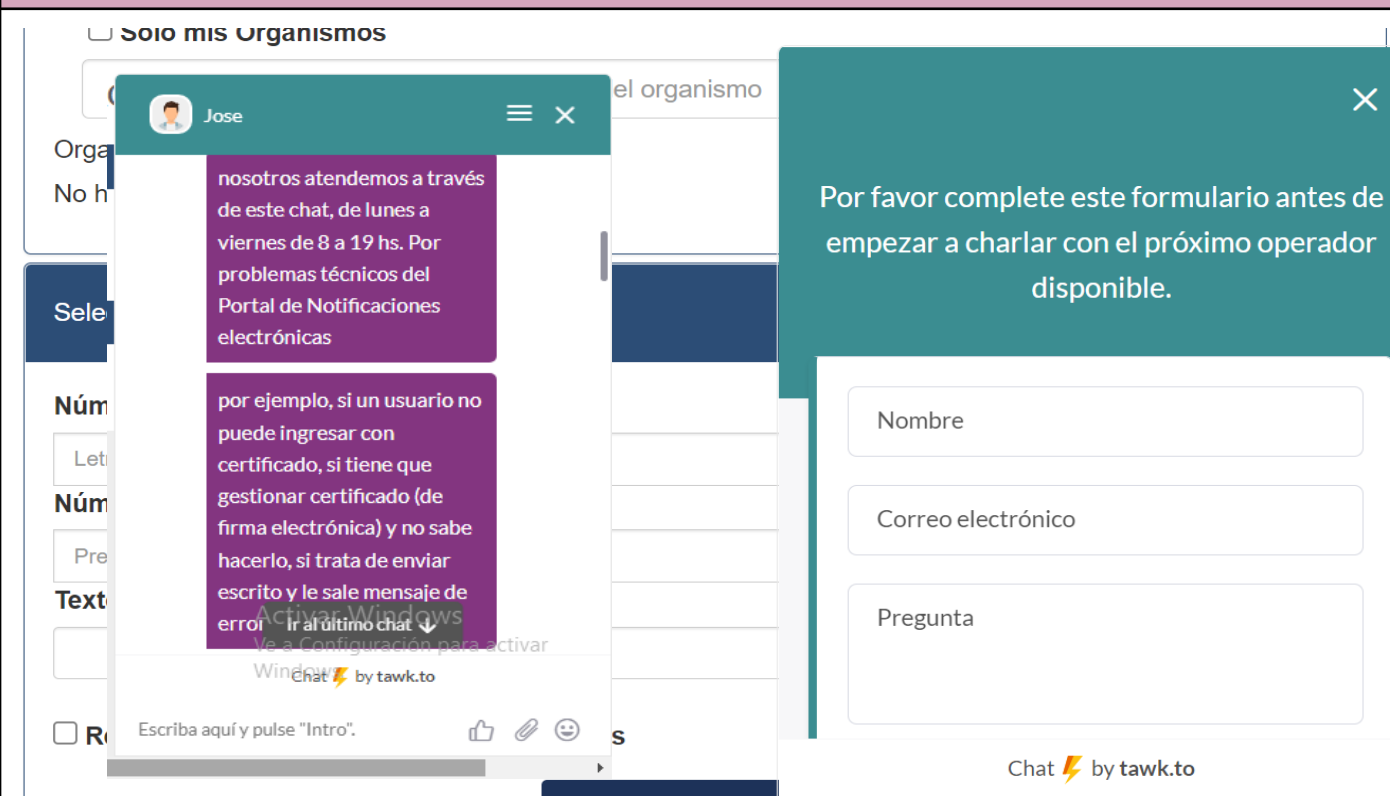 Solo mis Organismos
el organismo
Orga
No h
Sele
Núm
Let
Núm
Pre
Text
R
s
Jose
nosotros atendemos a través
de este chat, de lunes a
viernes de 8 a 19 hs. Por
problemas técnicos del
Portal de Notificaciones
electrónicas
por ejemplo, si un usuario no
puede ingresar con
certificado, si tiene que
gestionar certificado (de
firma electrónica) y no sabe
hacerlo, si trata de enviar
escrito y le sale mensaje de
error
Ir al último chat
Activar Windows
Ve a Configuración para activar
Windows
Chat by tawk.to
Escriba aquí y pulse "Intro".
Por favor complete este formulario antes de
empezar a charlar con el próximo operador
disponible.
Nombre
Correo electrónico
Pregunta
Chat by tawk.to